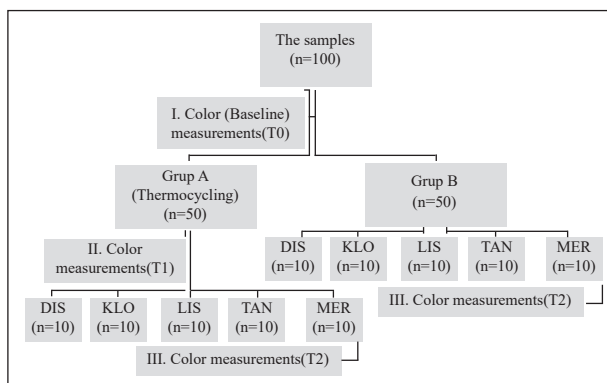 The samples
(n=100)
I. Color (Baseline)
measurements(T0)
Grup A
(Thermocycling)
(n=50)
Grup B
(n=50)
II. Color
measurements(T1)
DIS
(n=10)
KLO
(n=10)
LIS
(n=10)
TAN
(n=10)
MER
(n=10)
III. Color measurements(T2)
DIS
(n=10)
KLO
(n=10)
LIS
(n=10)
TAN
(n=10)
MER
(n=10)
III. Color measurements(T2)